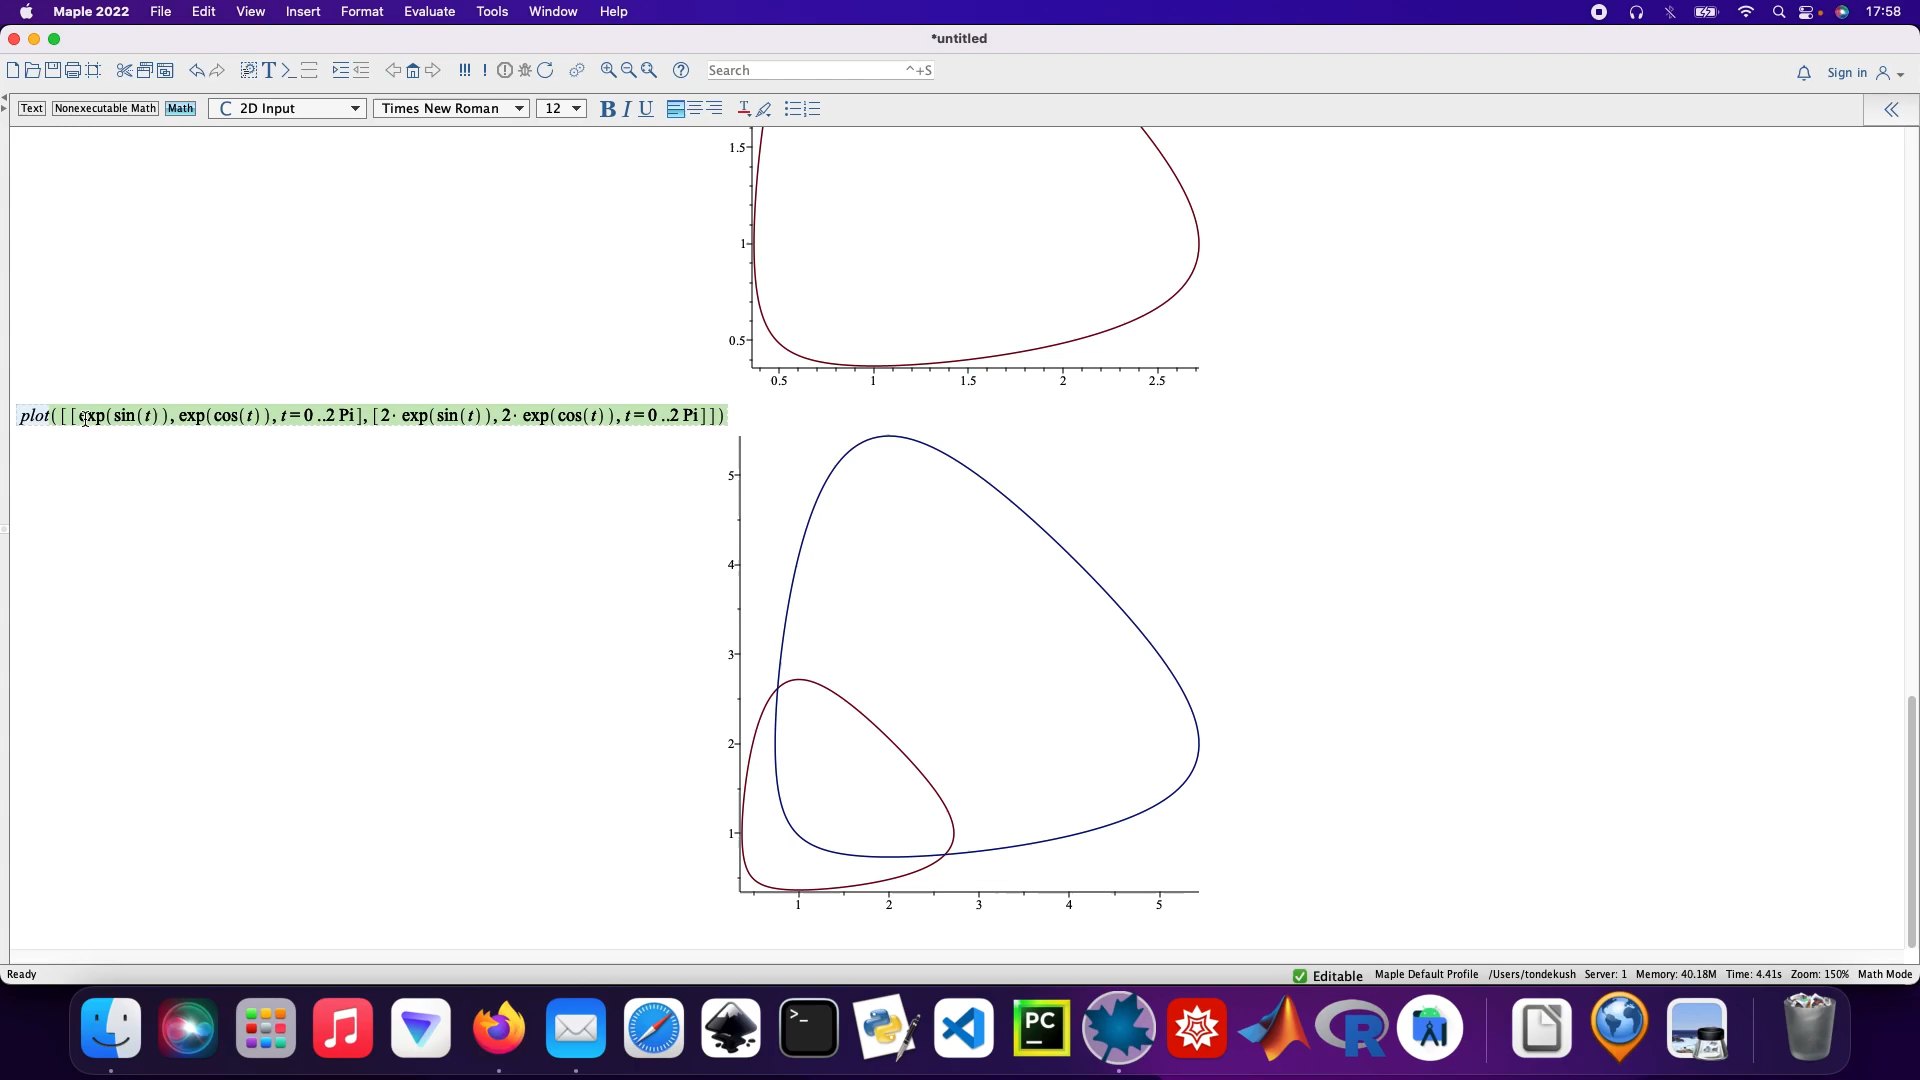 Maple 2022 File Edit View Insert Format Evaluate Tools Window Help 17:58
*untitled
Search ^+S Sign in
Text Nonexecutable Math Math C 2D Input Times New Roman 12 B I U
1.5
1
0.5
0.5 1 1.5 2 2.5
plot([[exp(sin(t)), exp(cos(t)), t=0..2 Pi], [2· exp(sin(t)), 2· exp(cos(t)), t=0..2 Pi]])
5
4
3
2
1
1 2 3 4 5
Ready Editable Maple Default Profile /Users/tondekush Server: 1 Memory: 40.18M Time: 4.41s Zoom: 150% Math Mode
>_ PC R